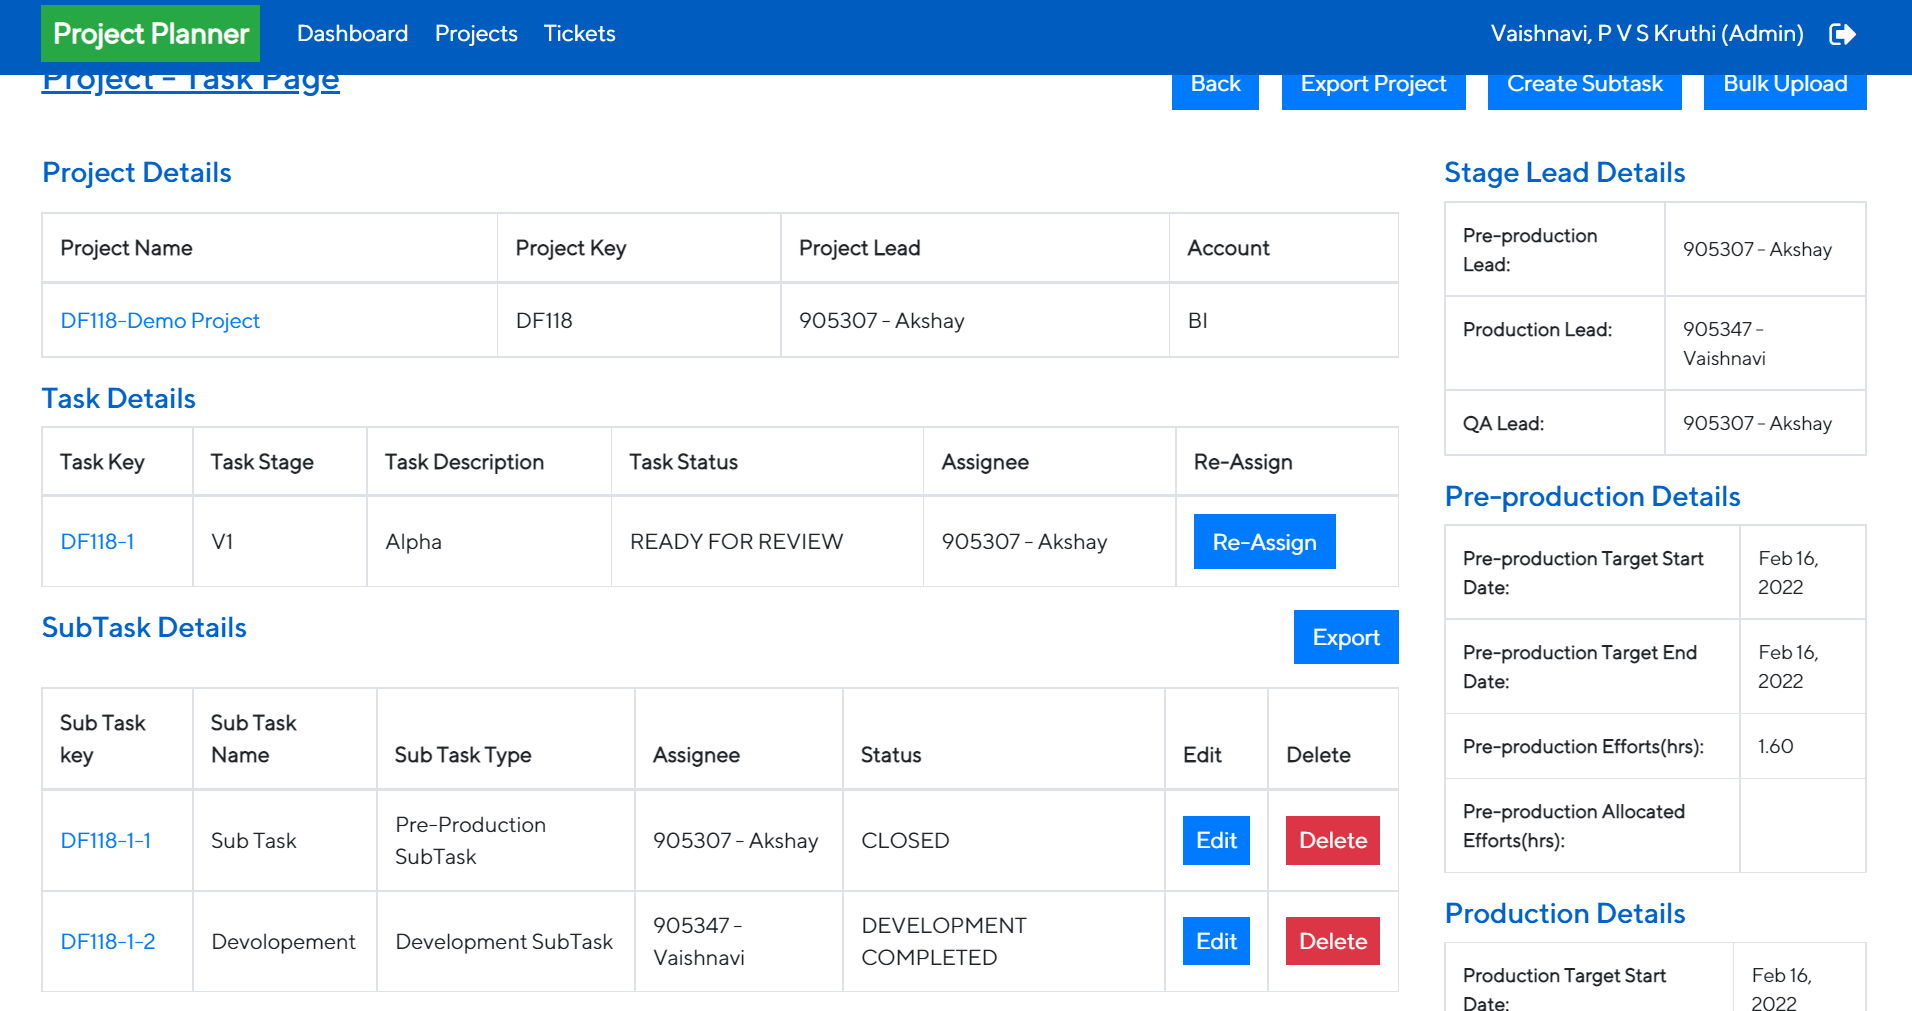 Project Planner
Dashboard Projects Tickets
Vaishnavi, P V S Kruthi (Admin)
Project - Task Page
Back Export Project Create Subtask Bulk Upload
Project Details
Project Name Project Key Project Lead Account
DF118-Demo Project DF118 905307 - Akshay BI
Task Details
Task Key Task Stage Task Description Task Status Assignee Re-Assign
DF118-1 V1 Alpha READY FOR REVIEW 905307 - Akshay Re-Assign
SubTask Details
Export
Sub Task
key
Sub Task
Name
Sub Task Type Assignee Status Edit Delete
DF118-1-1 Sub Task
Pre-Production
SubTask
905307 - Akshay CLOSED Edit Delete
DF118-1-2 Devolopement Development SubTask
905347 -
Vaishnavi
DEVELOPMENT
COMPLETED
Edit Delete
Stage Lead Details
Pre-production
Lead:
905307 - Akshay
Production Lead:
905347 -
Vaishnavi
QA Lead: 905307 - Akshay
Pre-production Details
Pre-production Target Start
Date:
Feb 16,
2022
Pre-production Target End
Date:
Feb 16,
2022
Pre-production Efforts(hrs): 1.60
Pre-production Allocated
Efforts(hrs):
Production Details
Production Target Start
Date:
Feb 16,
2022